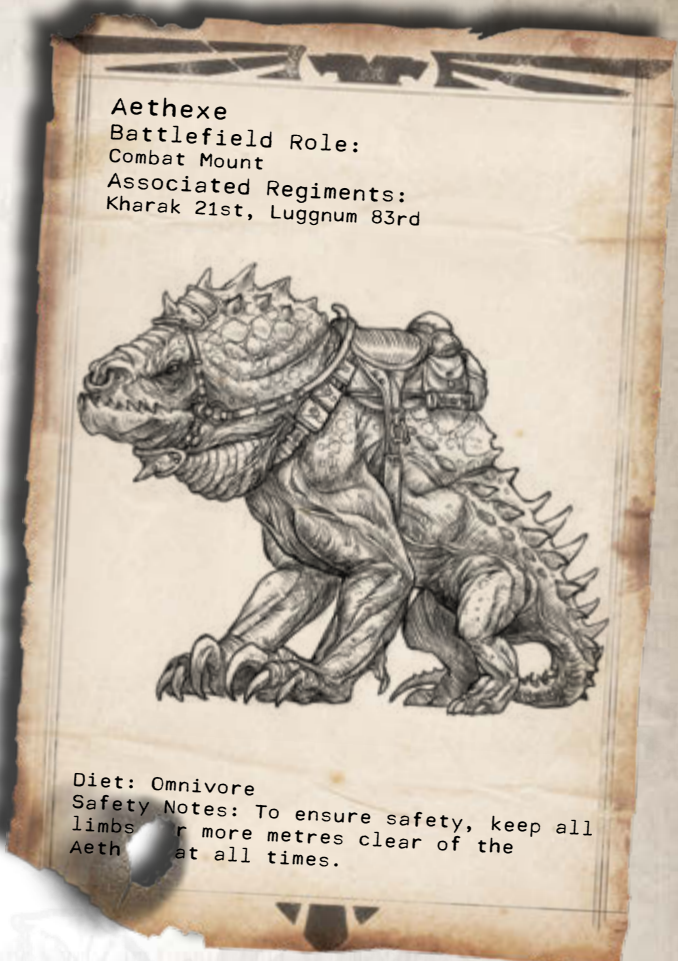 Aethexe
Battlefield Role:
Combat Mount
Associated Regiments:
Kharak 21st, Luggnum 83rd
Diet: Omnivore
Safety Notes: To ensure safety, keep all
limbs r more metres clear of the
Aeth at all times.